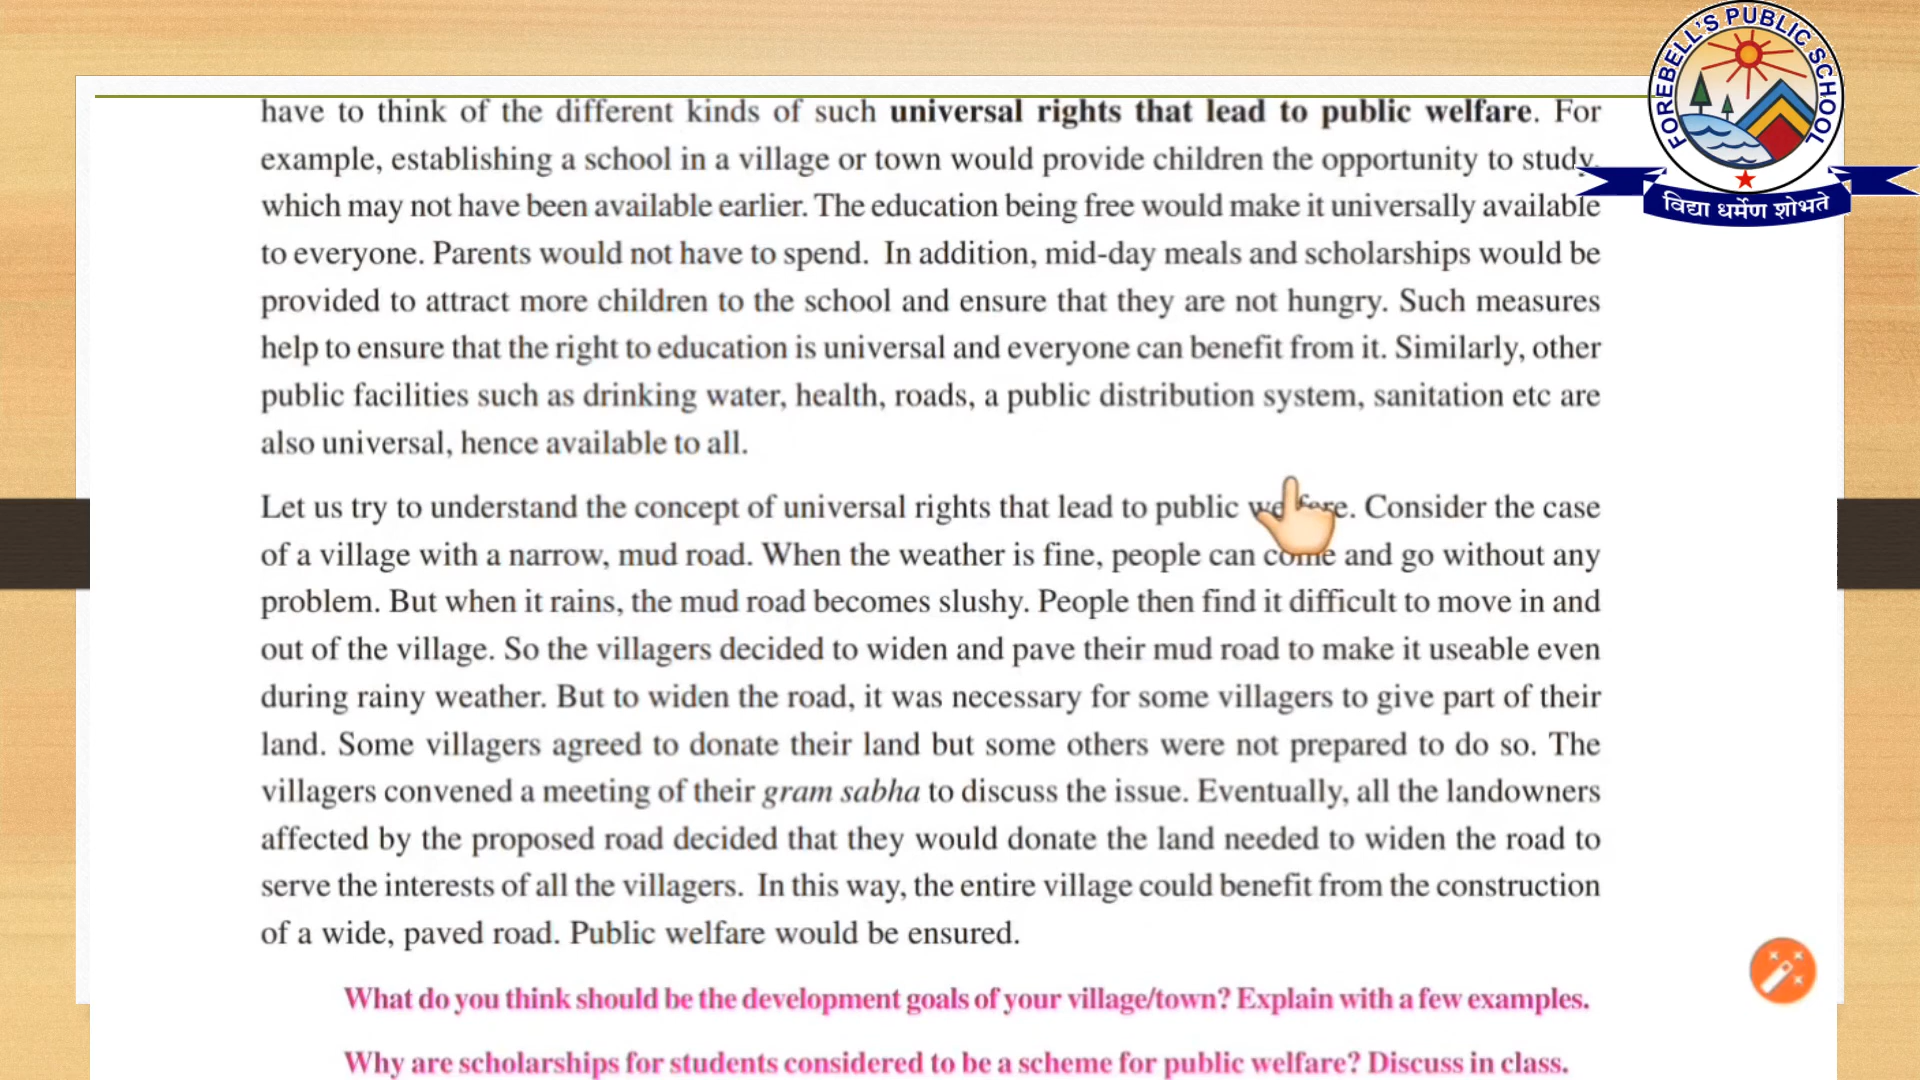 FOREBELL'S PUBLIC SCHOOL
विद्या धर्मेण शोभते
have to think of the different kinds of such universal rights that lead to public welfare. For
example, establishing a school in a village or town would provide children the opportunity to study,
which may not have been available earlier. The education being free would make it universally available
to everyone. Parents would not have to spend. In addition, mid-day meals and scholarships would be
provided to attract more children to the school and ensure that they are not hungry. Such measures
help to ensure that the right to education is universal and everyone can benefit from it. Similarly, other
public facilities such as drinking water, health, roads, a public distribution system, sanitation etc are
also universal, hence available to all.
Let us try to understand the concept of universal rights that lead to public welfare. Consider the case
of a village with a narrow, mud road. When the weather is fine, people can come and go without any
problem. But when it rains, the mud road becomes slushy. People then find it difficult to move in and
out of the village. So the villagers decided to widen and pave their mud road to make it useable even
during rainy weather. But to widen the road, it was necessary for some villagers to give part of their
land. Some villagers agreed to donate their land but some others were not prepared to do so. The
villagers convened a meeting of their gram sabha to discuss the issue. Eventually, all the landowners
affected by the proposed road decided that they would donate the land needed to widen the road to
serve the interests of all the villagers. In this way, the entire village could benefit from the construction
of a wide, paved road. Public welfare would be ensured.
What do you think should be the development goals of your village/town? Explain with a few examples.
Why are scholarships for students considered to be a scheme for public welfare? Discuss in class.